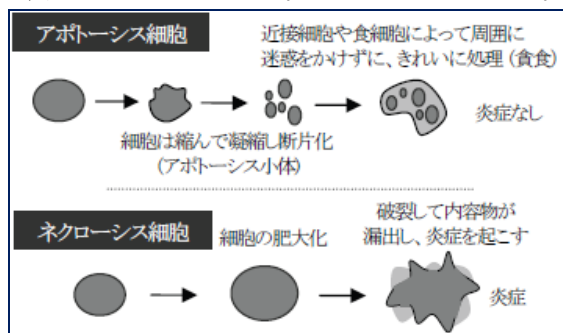 アポトーシス細胞
近接細胞や食細胞によって周囲に
迷惑をかけずに、きれいに処理(貪食)
炎症なし
細胞は縮んで凝縮し断片化
(アポトーシス小体)
ネクローシス細胞
細胞の肥大化
破裂して内容物が
漏出し、炎症を起こす
炎症